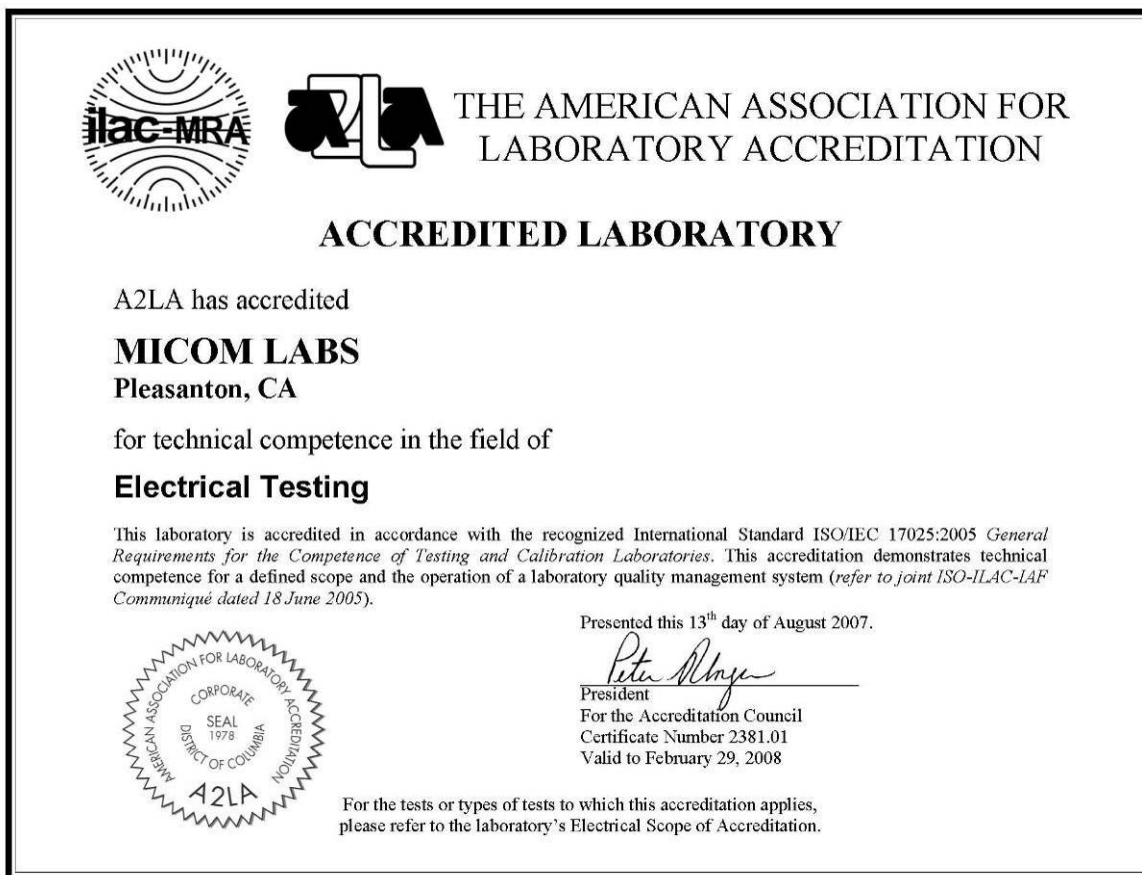 ilac-MRA
A2LA
THE AMERICAN ASSOCIATION FOR
LABORATORY ACCREDITATION
ACCREDITED LABORATORY
A2LA has accredited
MICOM LABS
Pleasanton, CA
for technical competence in the field of
Electrical Testing
This laboratory is accredited in accordance with the recognized International Standard ISO/IEC 17025:2005 General
Requirements for the Competence of Testing and Calibration Laboratories. This accreditation demonstrates technical
competence for a defined scope and the operation of a laboratory quality management system (refer to joint ISO-ILAC-IAF
Communiqué dated 18 June 2005).
Presented this 13th day of August 2007.
Peter
President
For the Accreditation Council
Certificate Number 2381.01
Valid to February 29, 2008
AMERICAN ASSOCIATION FOR LABORATORY ACCREDITATION
CORPORATE
SEAL
1978
DISTRICT OF COLUMBIA
A2LA
For the tests or types of tests to which this accreditation applies,
please refer to the laboratory's Electrical Scope of Accreditation.